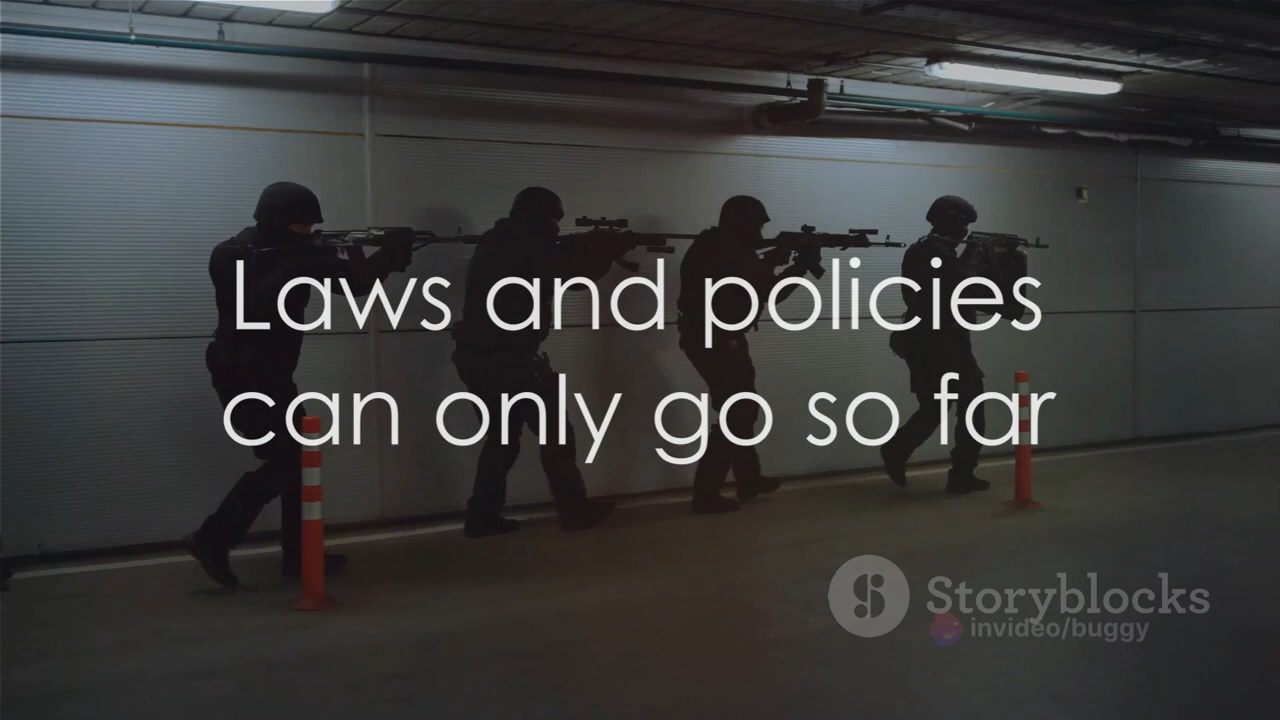 Laws and policies
can only go so far
Storyblocks
invideo/buggy